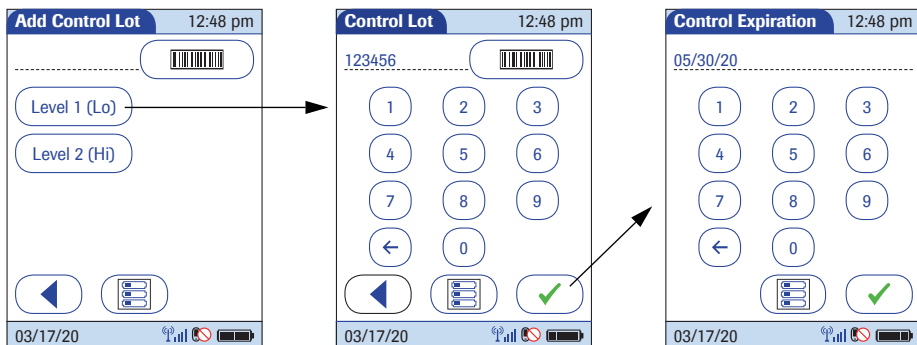 Add Control Lot 12:48 pm
Level 1 (Lo)
Level 2 (Hi)
03/17/20
Control Lot 12:48 pm
123456
1 2 3
4 5 6
7 8 9
0
03/17/20
Control Expiration 12:48 pm
05/30/20
1 2 3
4 5 6
7 8 9
0
03/17/20